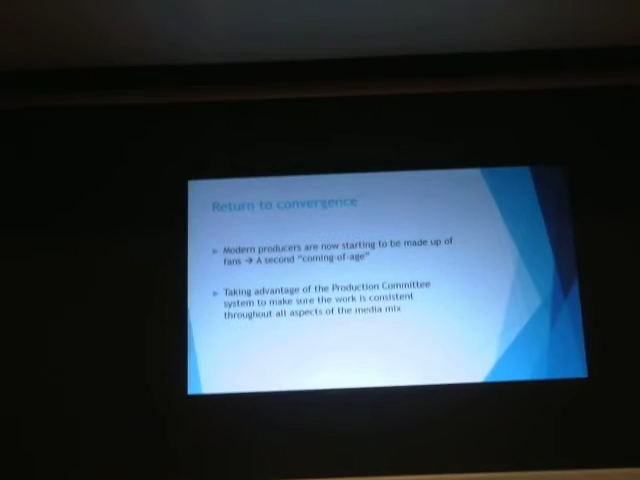 Return to convergence
Modern producers are now starting to be made up of
fans → A second "coming-of-age"
Taking advantage of the Production Committee
system to make sure the work is consistent
throughout all aspects of the media mix